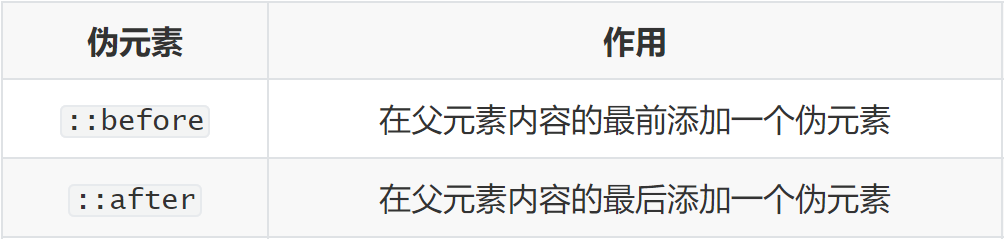 伪元素 作用
::before 在父元素内容的最前添加一个伪元素
::after 在父元素内容的最后添加一个伪元素